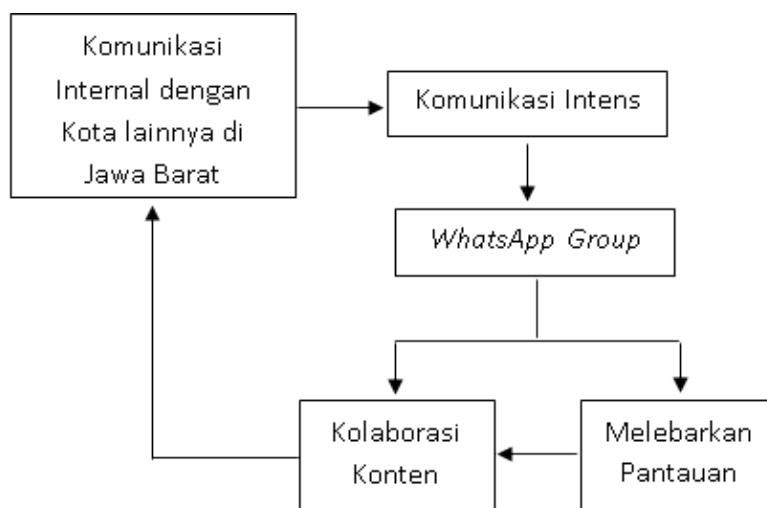 Komunikasi
Internal dengan
Kota lainnya di
Jawa Barat
Komunikasi Intens
WhatsApp Group
Kolaborasi
Konten
Melebarkan
Pantauan